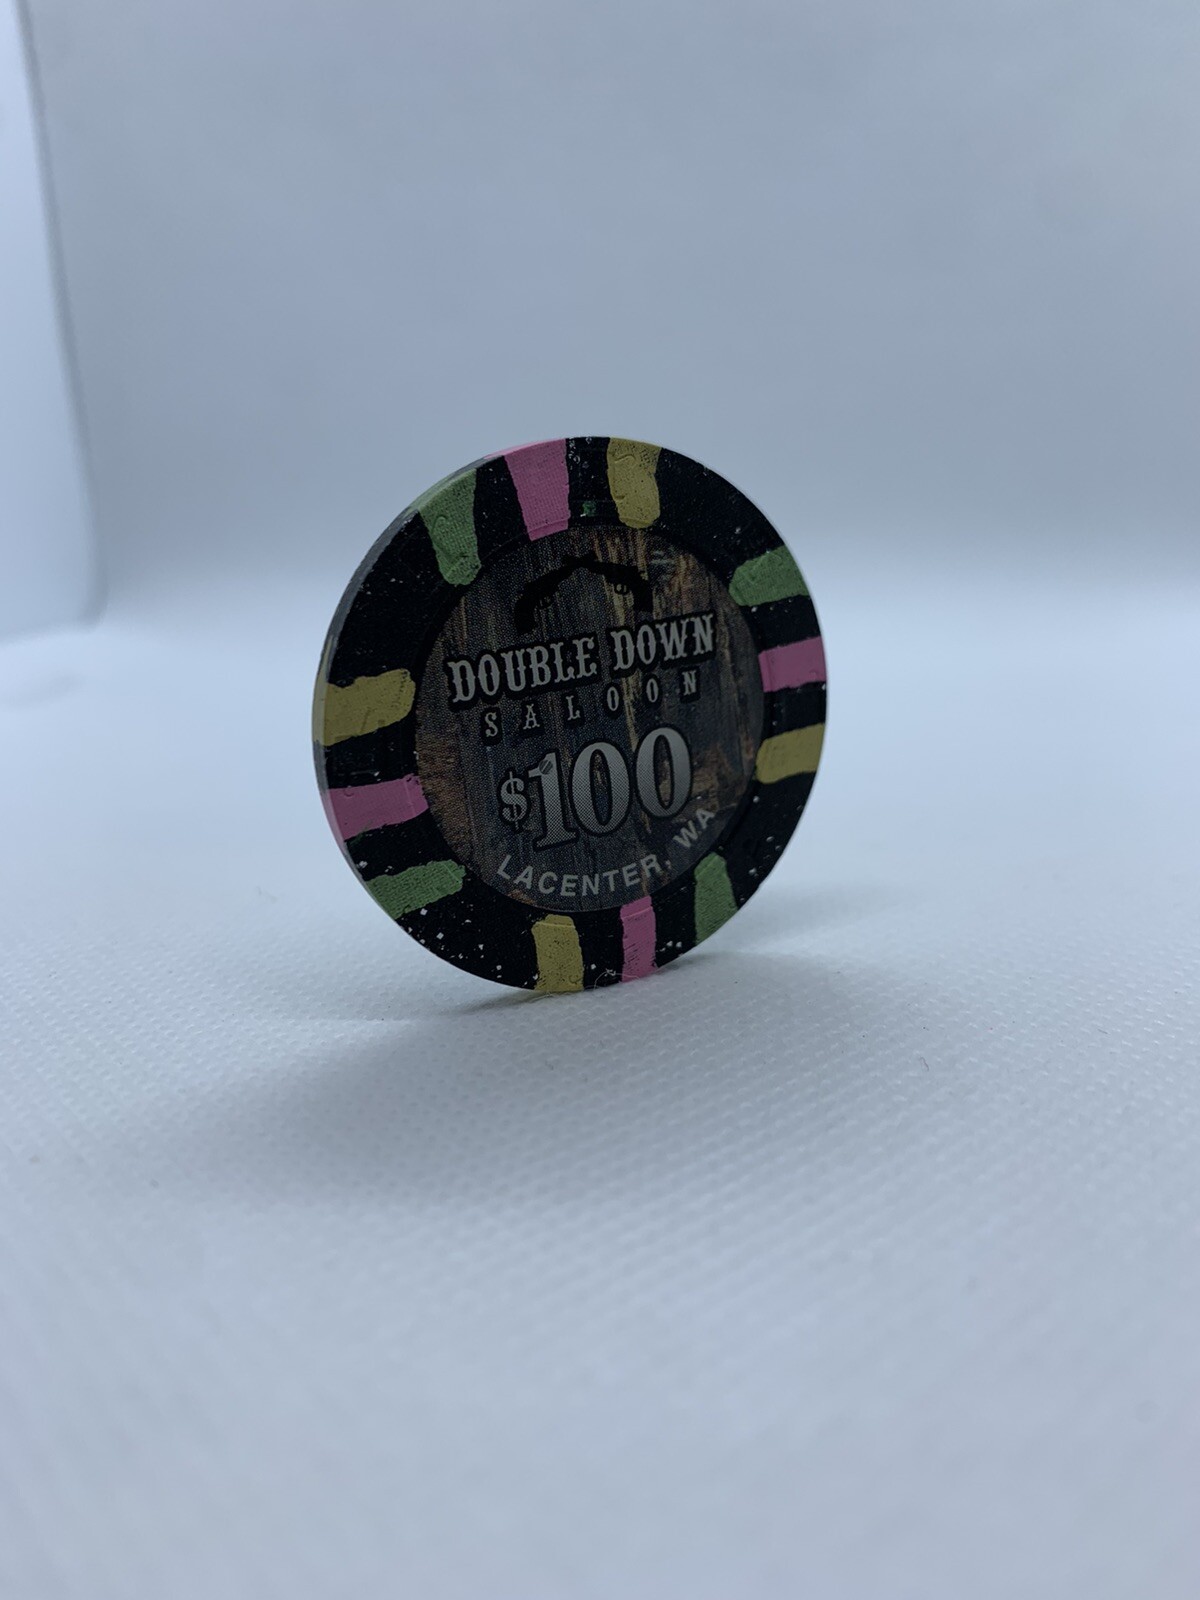 DOUBLE DOWN
SALOON
$100
LACENTER, WA